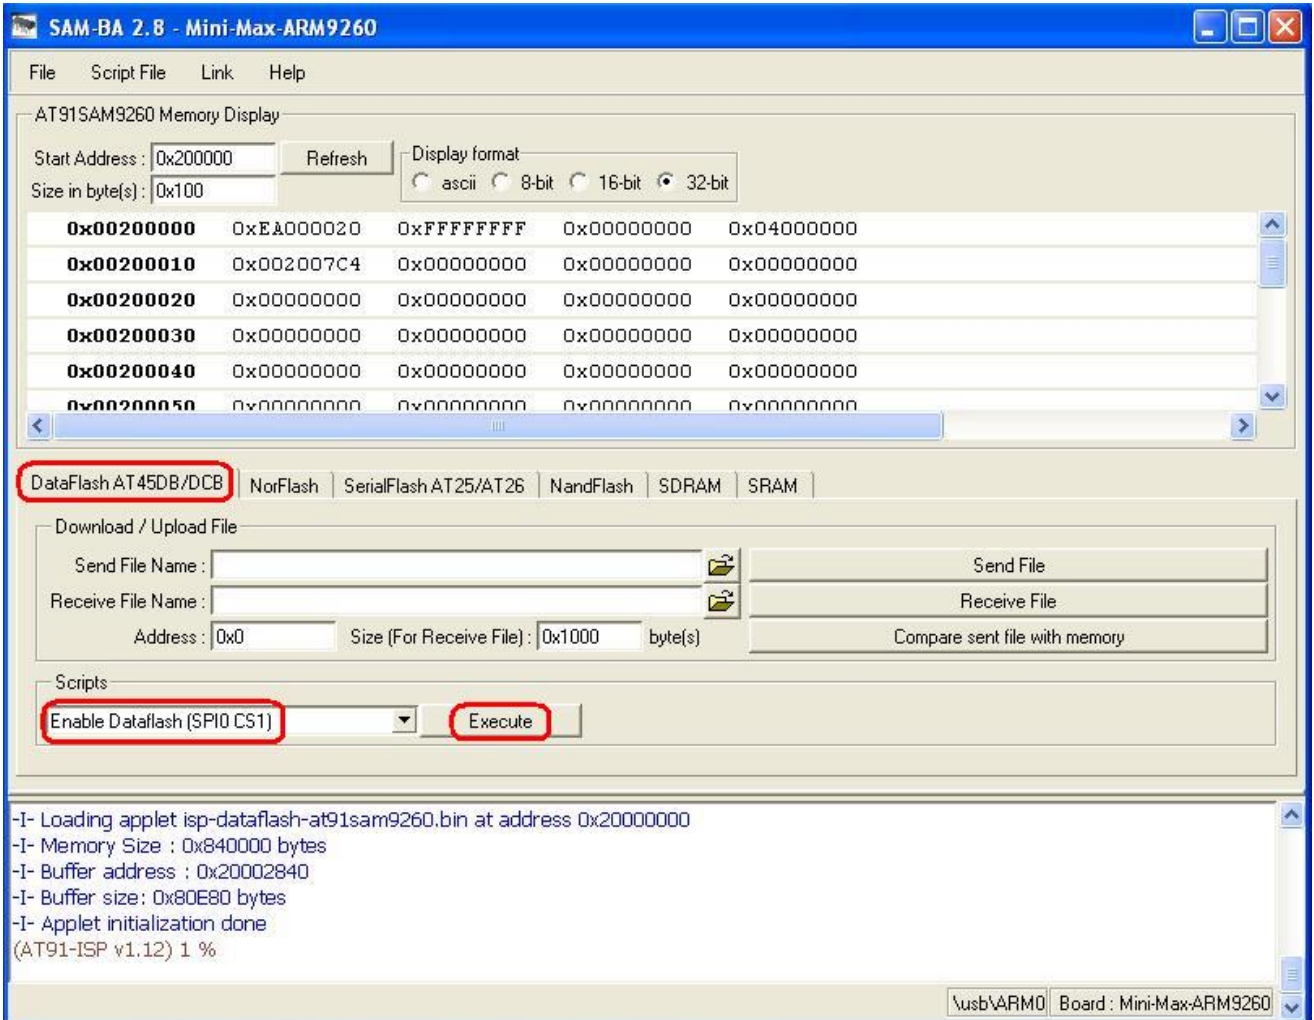 SAM-BA 2.8 - Mini-Max-ARM9260
File Script File Link Help
AT91SAM9260 Memory Display
Start Address : 0x200000 Refresh Display format
Size in byte(s) : 0x100 ascii 8-bit 16-bit 32-bit
0x00200000 0xEA000020 0xFFFFFFFF 0x00000000 0x04000000
0x00200010 0x002007C4 0x00000000 0x00000000 0x00000000
0x00200020 0x00000000 0x00000000 0x00000000 0x00000000
0x00200030 0x00000000 0x00000000 0x00000000 0x00000000
0x00200040 0x00000000 0x00000000 0x00000000 0x00000000
0x00200050 0x00000000 0x00000000 0x00000000 0x00000000
DataFlash AT45DB/DCB NorFlash SerialFlash AT25/AT26 NandFlash SDRAM SRAM
Download / Upload File
Send File Name : Send File
Receive File Name : Receive File
Address : 0x0 Size (For Receive File) : 0x1000 byte(s) Compare sent file with memory
Scripts
Enable Dataflash (SPI0 CS1) Execute
-I- Loading applet isp-dataflash-at91sam9260.bin at address 0x20000000
-I- Memory Size : 0x840000 bytes
-I- Buffer address : 0x20002840
-I- Buffer size: 0x80E80 bytes
-I- Applet initialization done
(AT91-ISP v1.12) 1 %
\usb\ARM0 Board : Mini-Max-ARM9260